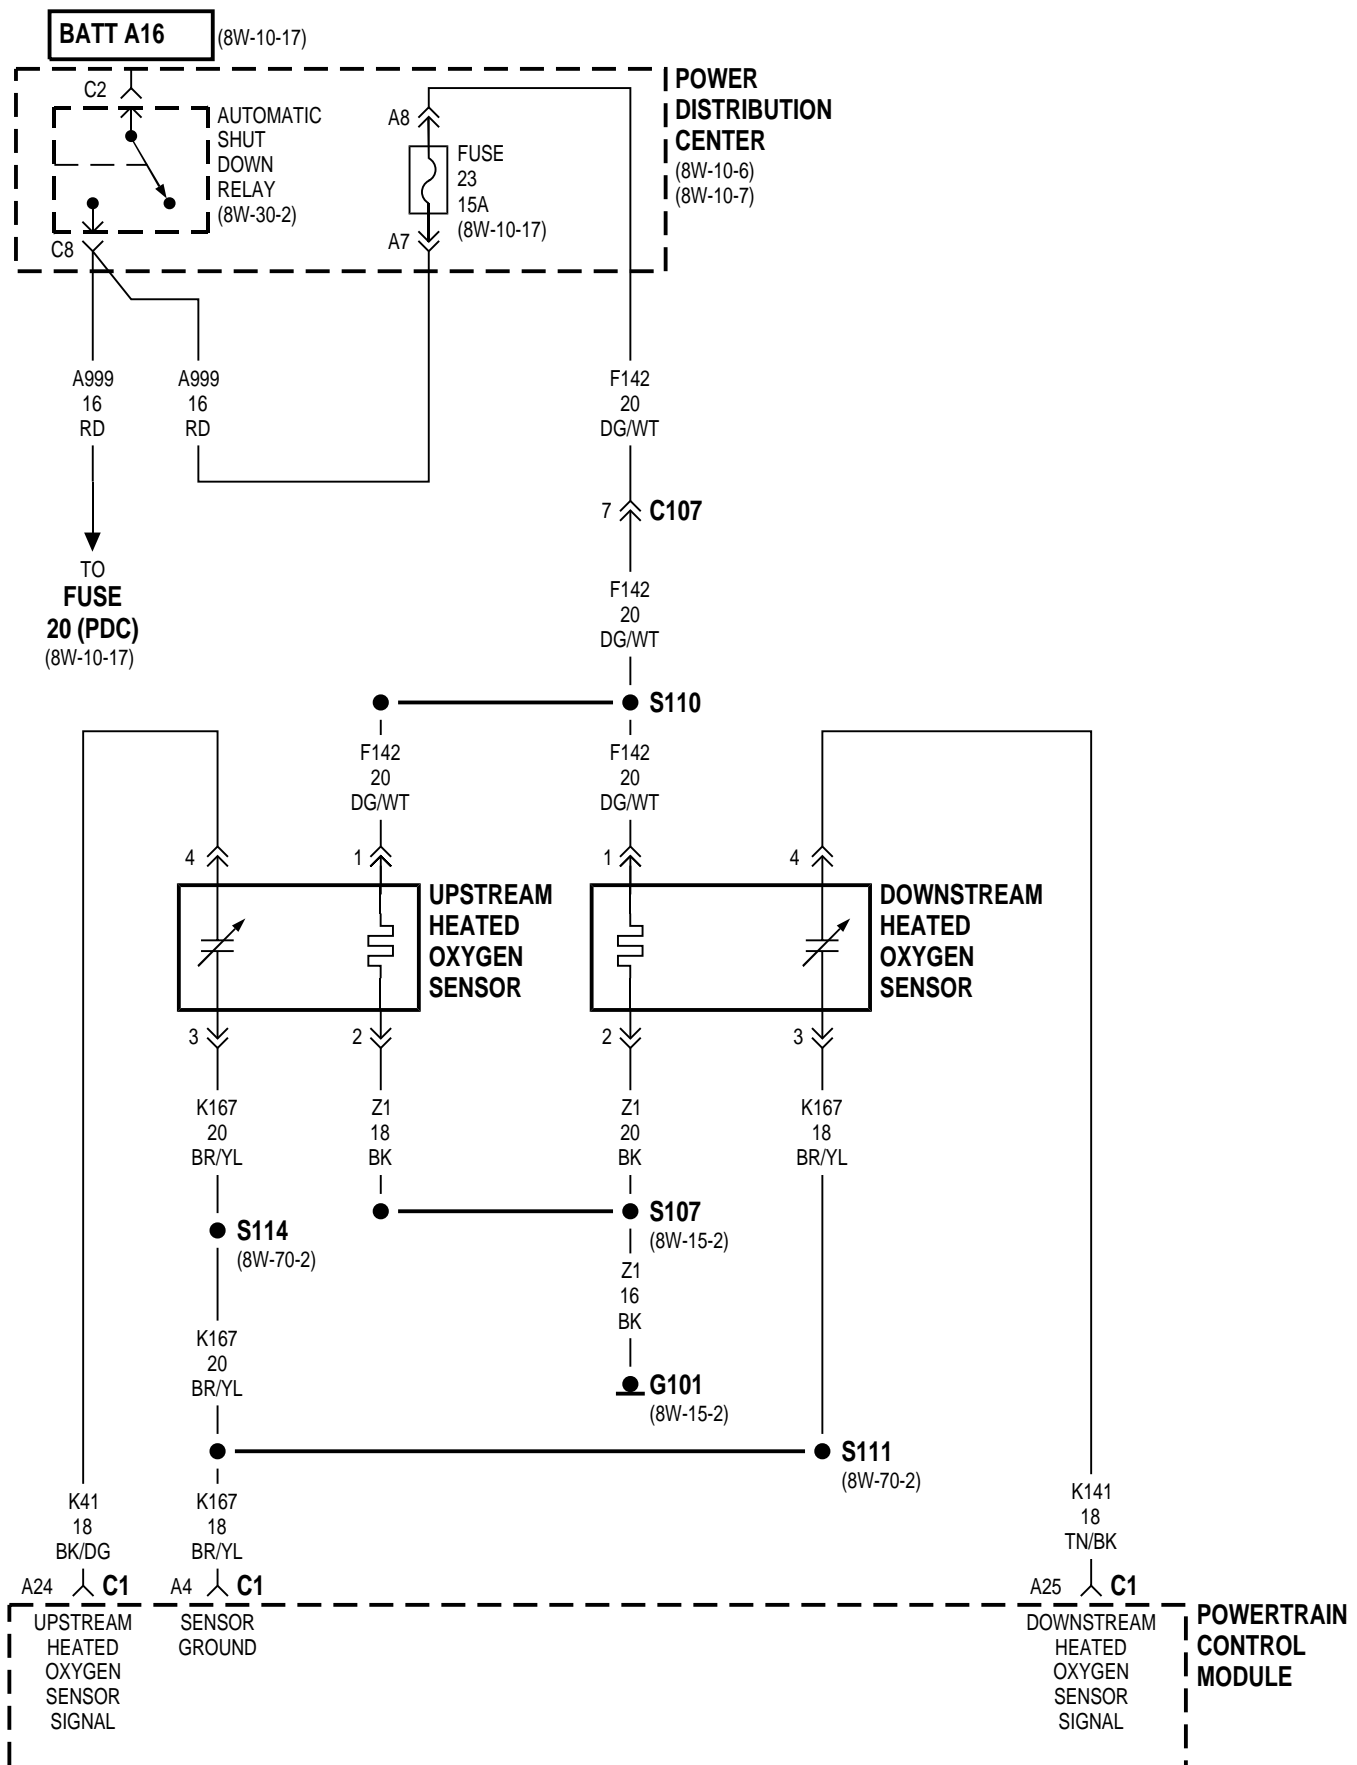 BATT A16 (8W-10-17)
POWER
DISTRIBUTION
CENTER
(8W-10-6)
(8W-10-7)
C2
AUTOMATIC
SHUT
DOWN
RELAY
(8W-30-2)
C8
A8
FUSE
23
15A
(8W-10-17)
A7
A999
16
RD
A999
16
RD
F142
20
DG/WT
7 C107
TO
FUSE
20 (PDC)
(8W-10-17)
F142
20
DG/WT
S110
F142
20
DG/WT
F142
20
DG/WT
4
1
1
4
UPSTREAM
HEATED
OXYGEN
SENSOR
DOWNSTREAM
HEATED
OXYGEN
SENSOR
3
2
2
3
K167
20
BR/YL
Z1
18
BK
Z1
20
BK
K167
18
BR/YL
S114
(8W-70-2)
S107
(8W-15-2)
Z1
16
BK
K167
20
BR/YL
G101
(8W-15-2)
S111
(8W-70-2)
K41
18
BK/DG
K167
18
BR/YL
K141
18
TN/BK
A24 C1
A4 C1
A25 C1
UPSTREAM
HEATED
OXYGEN
SENSOR
SIGNAL
SENSOR
GROUND
DOWNSTREAM
HEATED
OXYGEN
SENSOR
SIGNAL
POWERTRAIN
CONTROL
MODULE